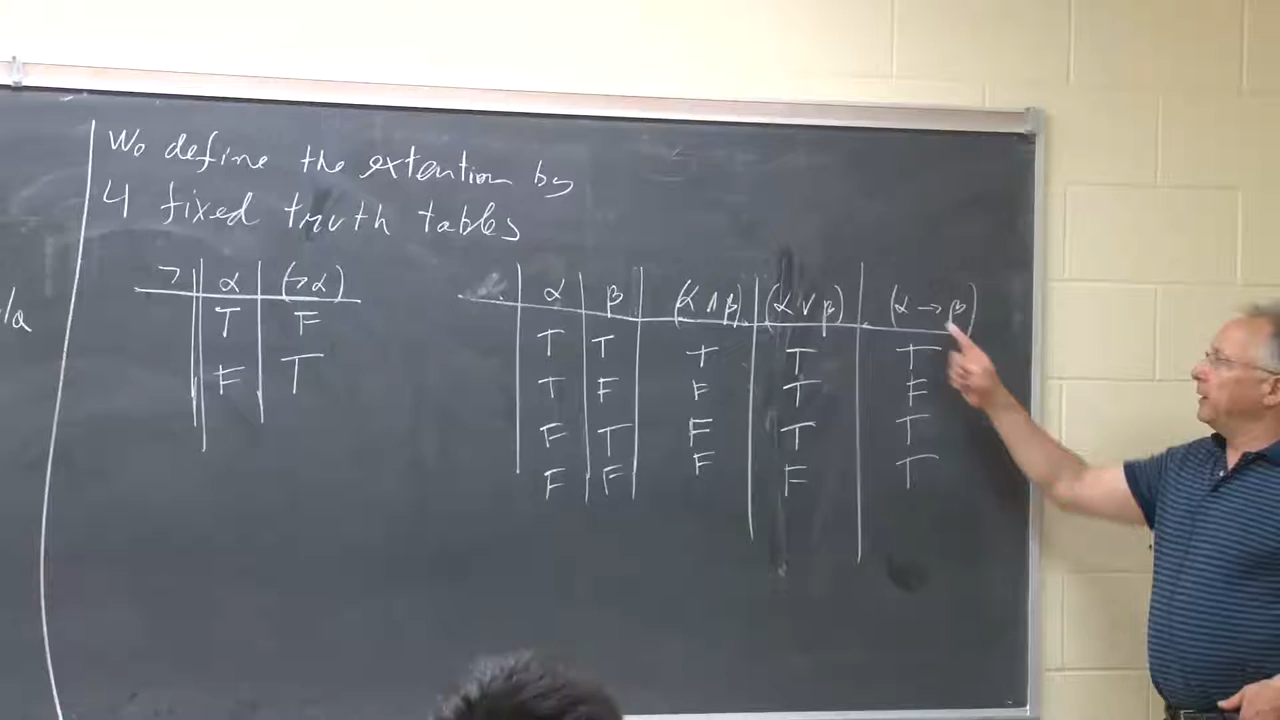 We define the extention by
4 fixed truth tables
¬ α (¬α)
T F
F T
α β (α ∧ β) (α ∨ β) (α → β)
T T T T T
T F F T F
F T F T T
F F F F T